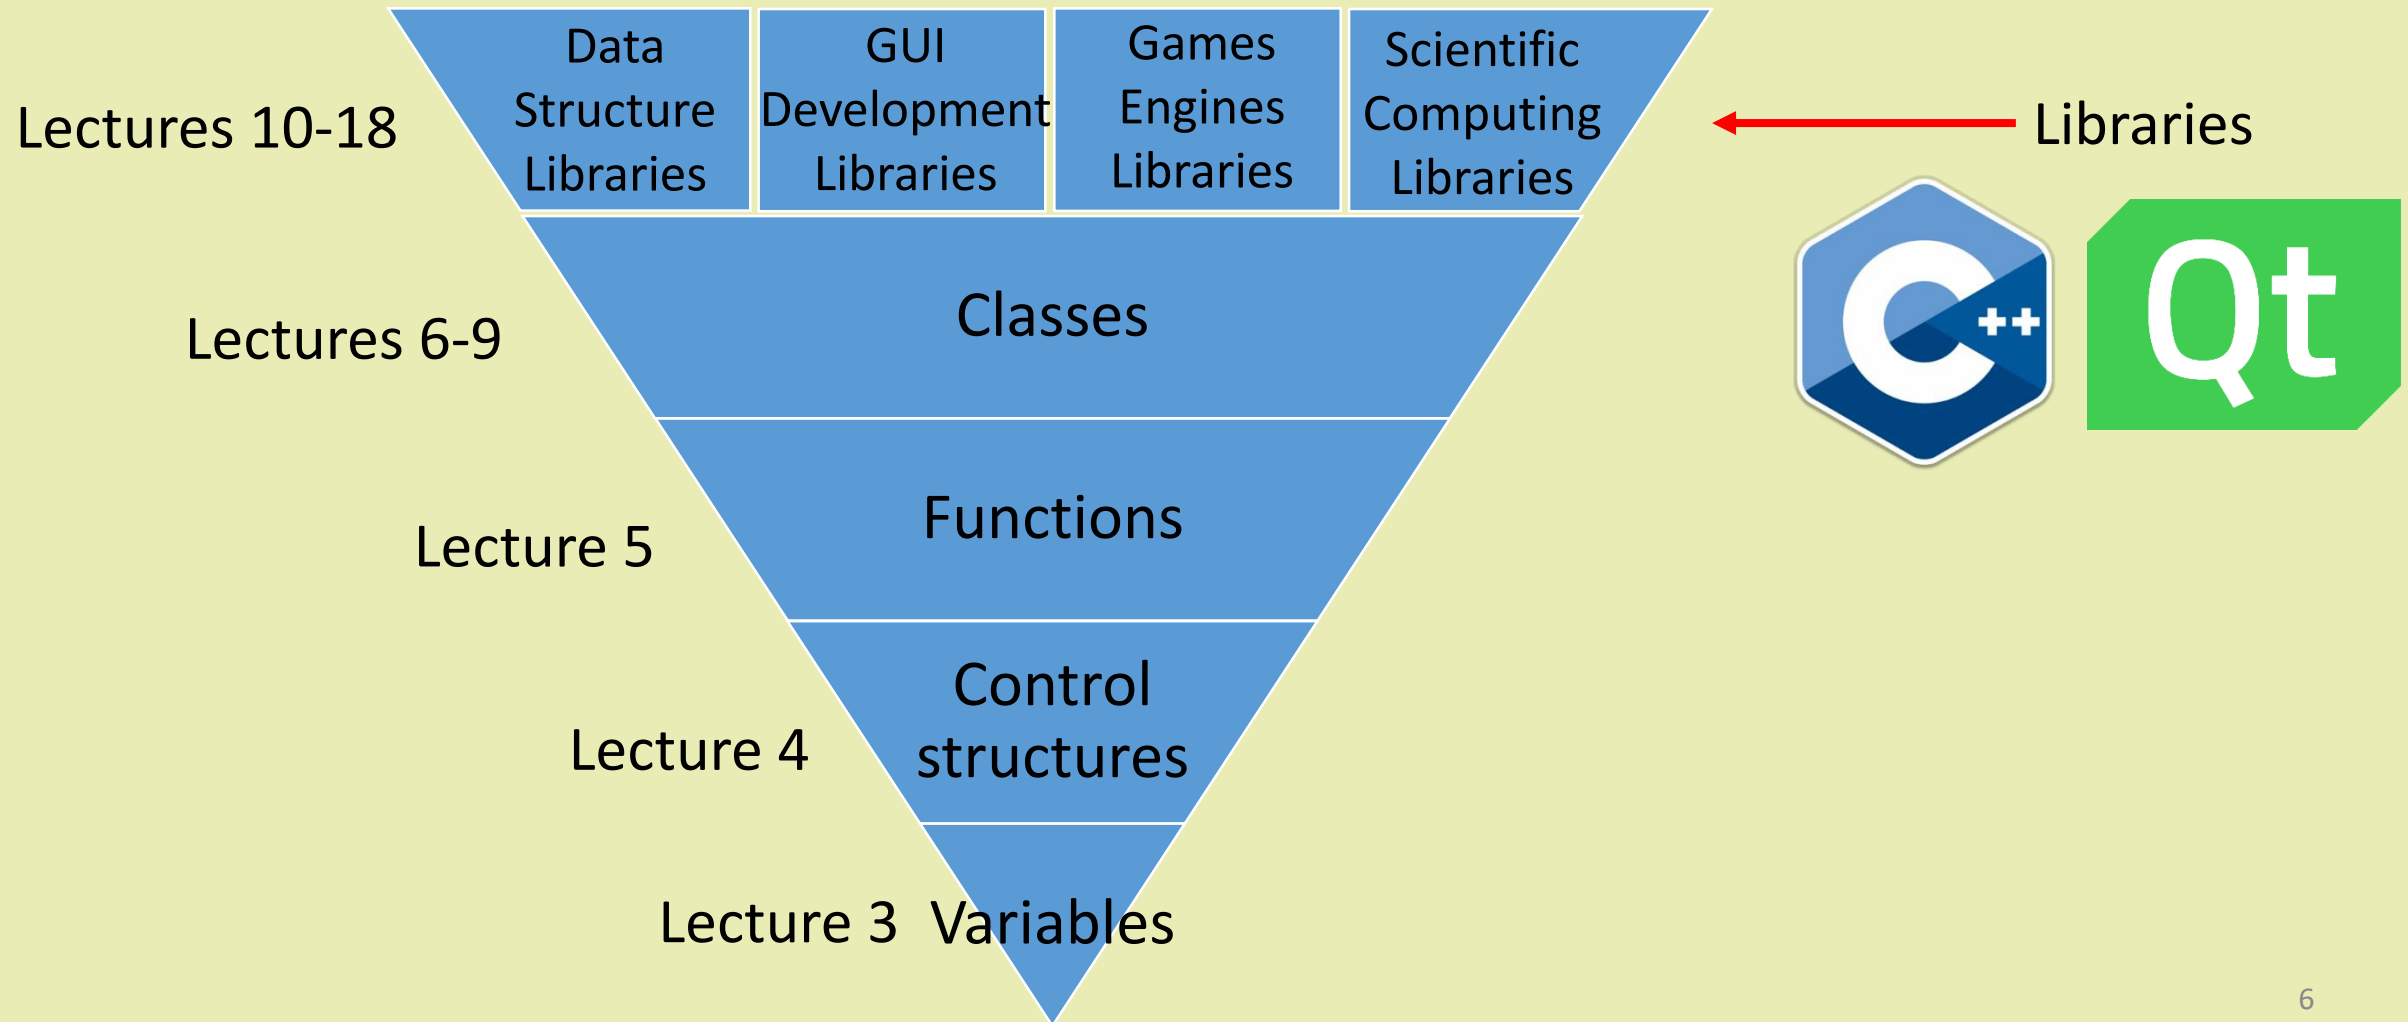 Data
Structure
Libraries
GUI
Development
Libraries
Games
Engines
Libraries
Scientific
Computing
Libraries
Lectures 10-18
Libraries
Lectures 6-9
Classes
C++
Qt
Lecture 5
Functions
Lecture 4
Control
structures
Lecture 3
Variables
6